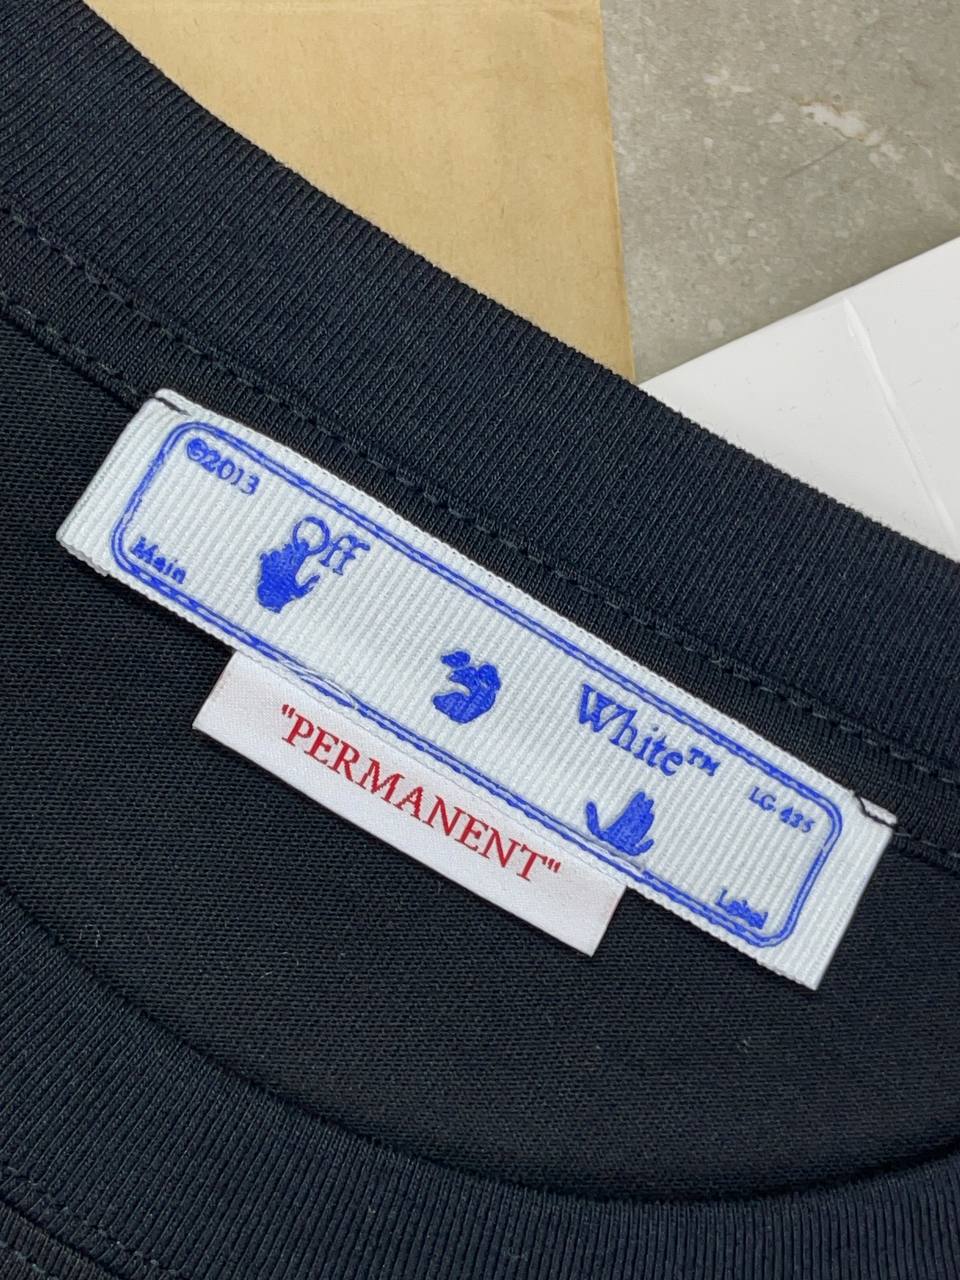 ©2013
Off
Main
White™
LG 435
Label
"PERMANENT"